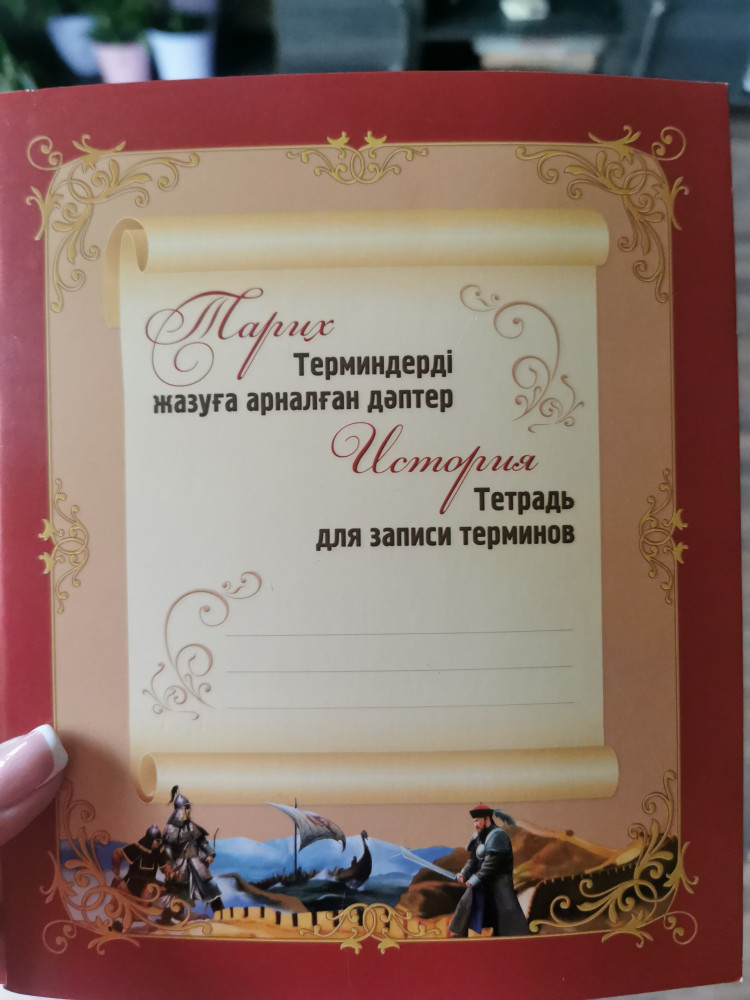 Тарих
Терминдерді
жазуға арналған дәптер
История
Тетрадь
для записи терминов